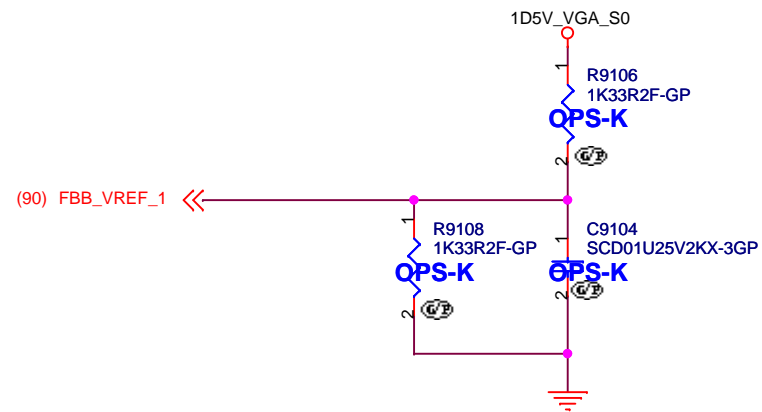 1D5V_VGA_S0
1
R9106
1K33R2F-GP
OPS-K
2
G/P
(90) FBB_VREF_1
1
R9108
1K33R2F-GP
OPS-K
2
G/P
1
C9104
SCD01U25V2KX-3GP
OPS-K
2
G/P